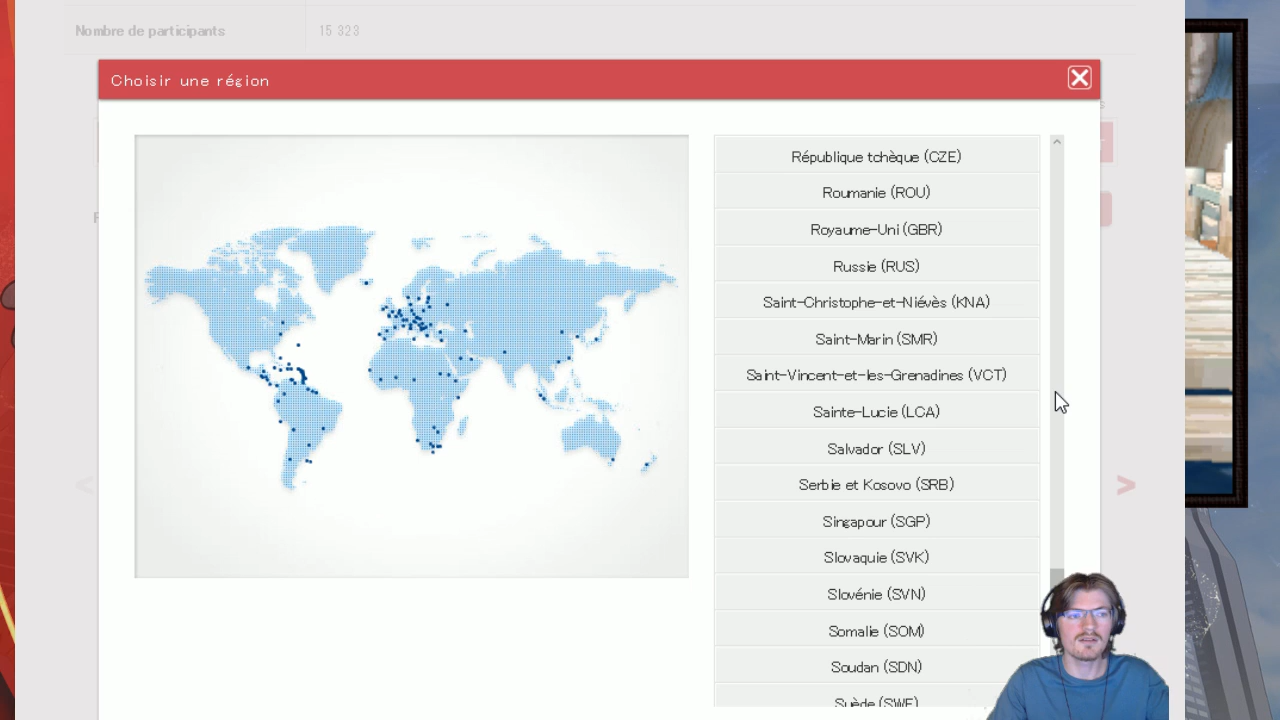 Nombre de participants 15 323
Choisir une région
République tchèque (CZE)
Roumanie (ROU)
Royaume-Uni (GBR)
Russie (RUS)
Saint-Christophe-et-Niévès (KNA)
Saint-Marin (SMR)
Saint-Vincent-et-les-Grenadines (VCT)
Sainte-Lucie (LCA)
Salvador (SLV)
Serbie et Kosovo (SRB)
Singapour (SGP)
Slovaquie (SVK)
Slovénie (SVN)
Somalie (SOM)
Soudan (SDN)
Suède (SWE)